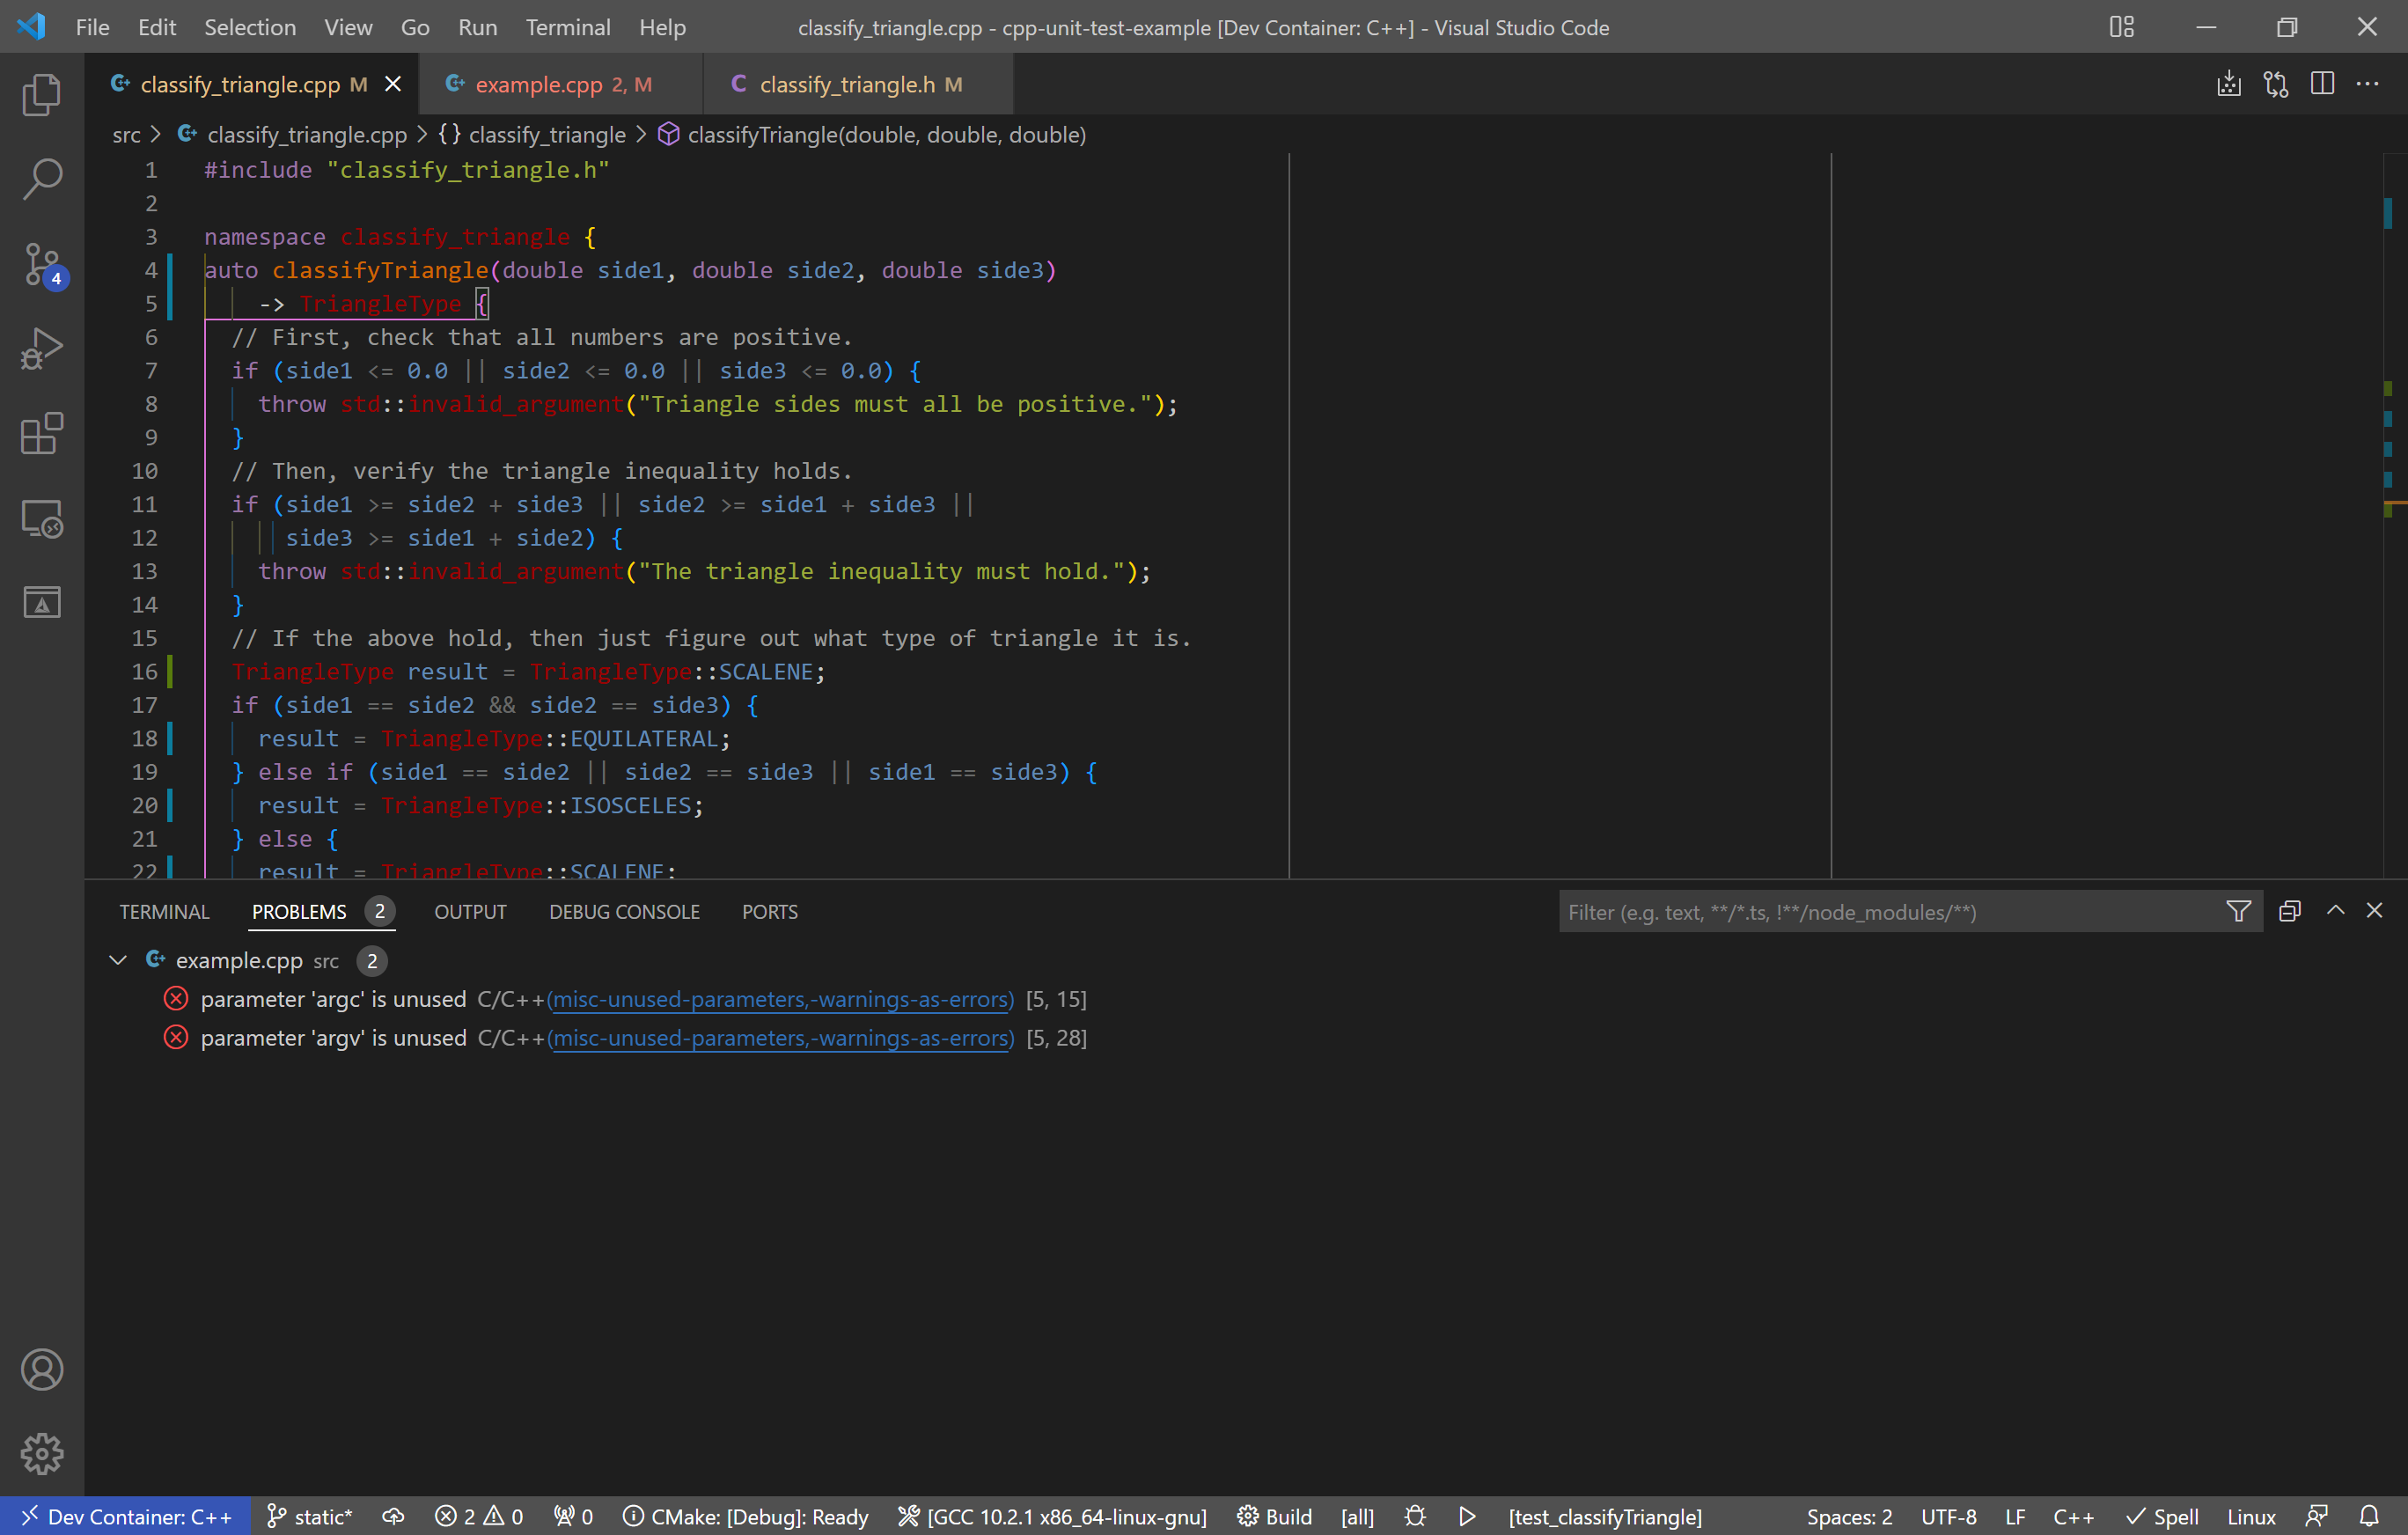 File Edit Selection View Go Run Terminal Help classify_triangle.cpp - cpp-unit-test-example [Dev Container: C++] - Visual Studio Code
classify_triangle.cpp M example.cpp 2, M C classify_triangle.h M
src > classify_triangle.cpp > {} classify_triangle > classifyTriangle(double, double, double)
1 #include "classify_triangle.h"
2
3 namespace classify_triangle {
4 auto classifyTriangle(double side1, double side2, double side3)
5 -> TriangleType {
6 // First, check that all numbers are positive.
7 if (side1 <= 0.0 || side2 <= 0.0 || side3 <= 0.0) {
8 throw std::invalid_argument("Triangle sides must all be positive.");
9 }
10 // Then, verify the triangle inequality holds.
11 if (side1 >= side2 + side3 || side2 >= side1 + side3 ||
12 side3 >= side1 + side2) {
13 throw std::invalid_argument("The triangle inequality must hold.");
14 }
15 // If the above hold, then just figure out what type of triangle it is.
16 TriangleType result = TriangleType::SCALENE;
17 if (side1 == side2 && side2 == side3) {
18 result = TriangleType::EQUILATERAL;
19 } else if (side1 == side2 || side2 == side3 || side1 == side3) {
20 result = TriangleType::ISOSCELES;
21 } else {
22 result = TriangleType::SCALENE;
4
TERMINAL PROBLEMS 2 OUTPUT DEBUG CONSOLE PORTS Filter (e.g. text, **/*.ts, !**/node_modules/**)
example.cpp src 2
parameter 'argc' is unused C/C++(misc-unused-parameters,-warnings-as-errors) [5, 15]
parameter 'argv' is unused C/C++(misc-unused-parameters,-warnings-as-errors) [5, 28]
Dev Container: C++ static* 2 0 0 CMake: [Debug]: Ready [GCC 10.2.1 x86_64-linux-gnu] Build [all] [test_classifyTriangle] Spaces: 2 UTF-8 LF C++ Spell Linux